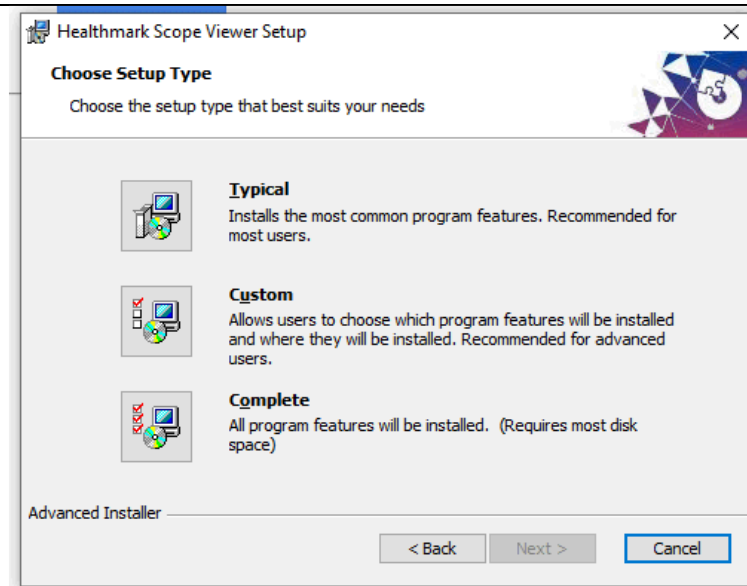 Healthmark Scope Viewer Setup
Choose Setup Type
Choose the setup type that best suits your needs
Typical
Installs the most common program features. Recommended for
most users.
Custom
Allows users to choose which program features will be installed
and where they will be installed. Recommended for advanced
users.
Complete
All program features will be installed. (Requires most disk
space)
Advanced Installer
< Back Next > Cancel